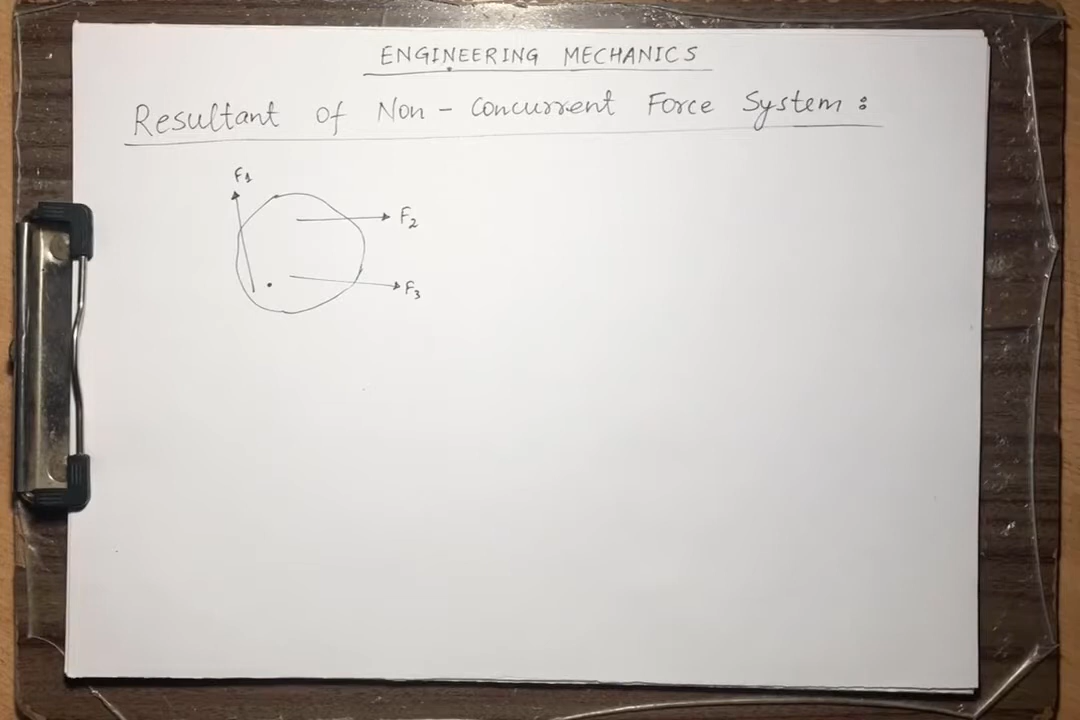 ENGINEERING MECHANICS
Resultant of Non - Concurrent Force System :
F1
F2
F3